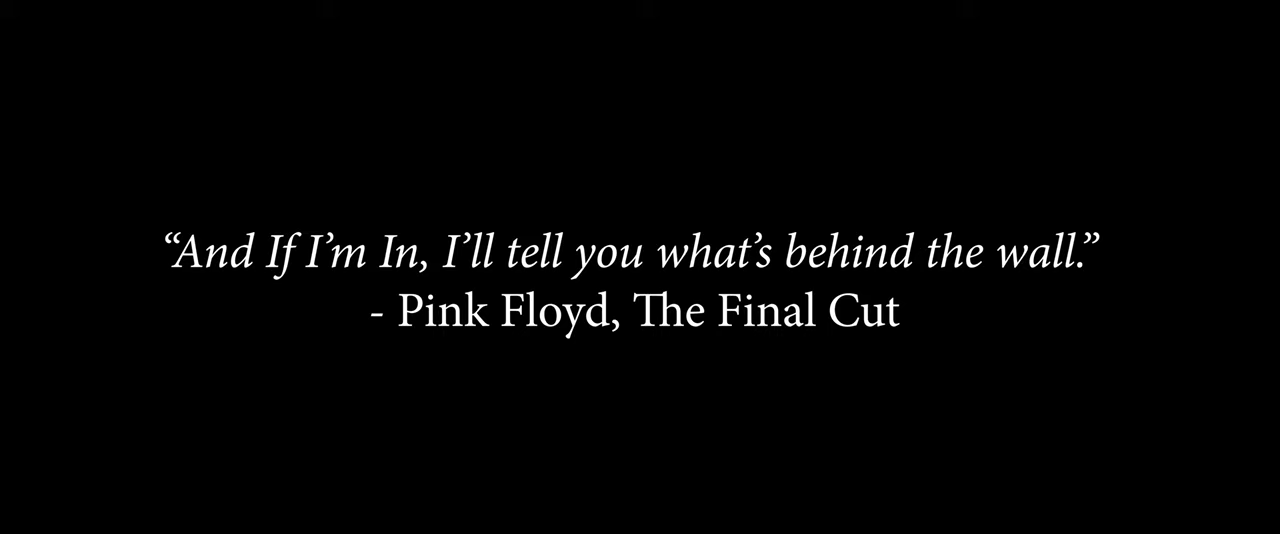 “And If I’m In, I’ll tell you what’s behind the wall.”
- Pink Floyd, The Final Cut